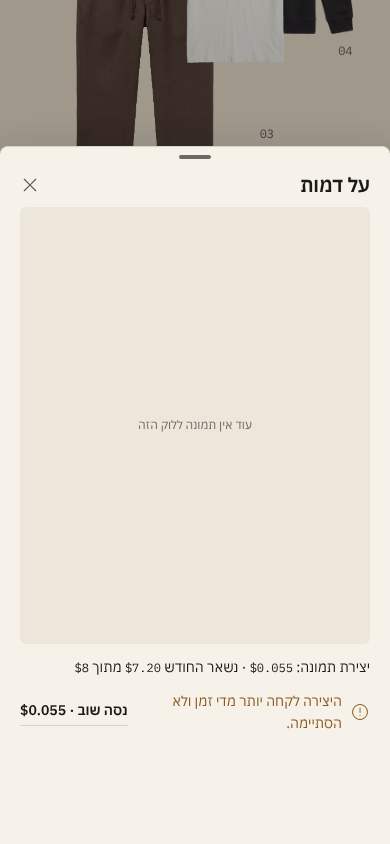 04
03
על דמות
עוד אין תמונה ללוק הזה
יצירת תמונה: $0.055 · נשאר החודש $7.20 מתוך $8
היצירה לקחה יותר מדי זמן ולא
הסתיימה.
נסה שוב · $0.055